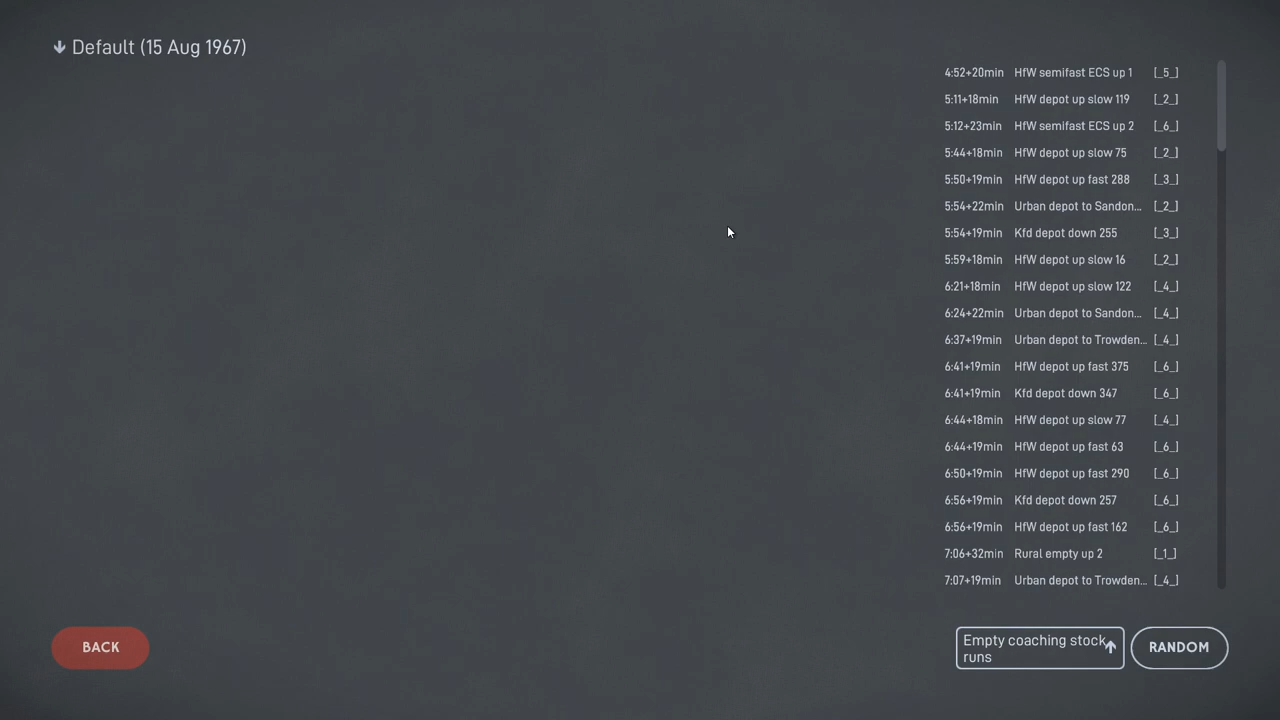 Default (15 Aug 1967)
4:52+20min HfW semifast ECS up 1 [_5_]
5:11+18min HfW depot up slow 119 [_2_]
5:12+23min HfW semifast ECS up 2 [_6_]
5:44+18min HfW depot up slow 75 [_2_]
5:50+19min HfW depot up fast 288 [_3_]
5:54+22min Urban depot to Sandon... [_2_]
5:54+19min Kfd depot down 255 [_3_]
5:59+18min HfW depot up slow 16 [_2_]
6:21+18min HfW depot up slow 122 [_4_]
6:24+22min Urban depot to Sandon... [_4_]
6:37+19min Urban depot to Trowden... [_4_]
6:41+19min HfW depot up fast 375 [_6_]
6:41+19min Kfd depot down 347 [_6_]
6:44+18min HfW depot up slow 77 [_4_]
6:44+19min HfW depot up fast 63 [_6_]
6:50+19min HfW depot up fast 290 [_6_]
6:56+19min Kfd depot down 257 [_6_]
6:56+19min HfW depot up fast 162 [_6_]
7:06+32min Rural empty up 2 [_1_]
7:07+19min Urban depot to Trowden... [_4_]
BACK
Empty coaching stock
runs
RANDOM